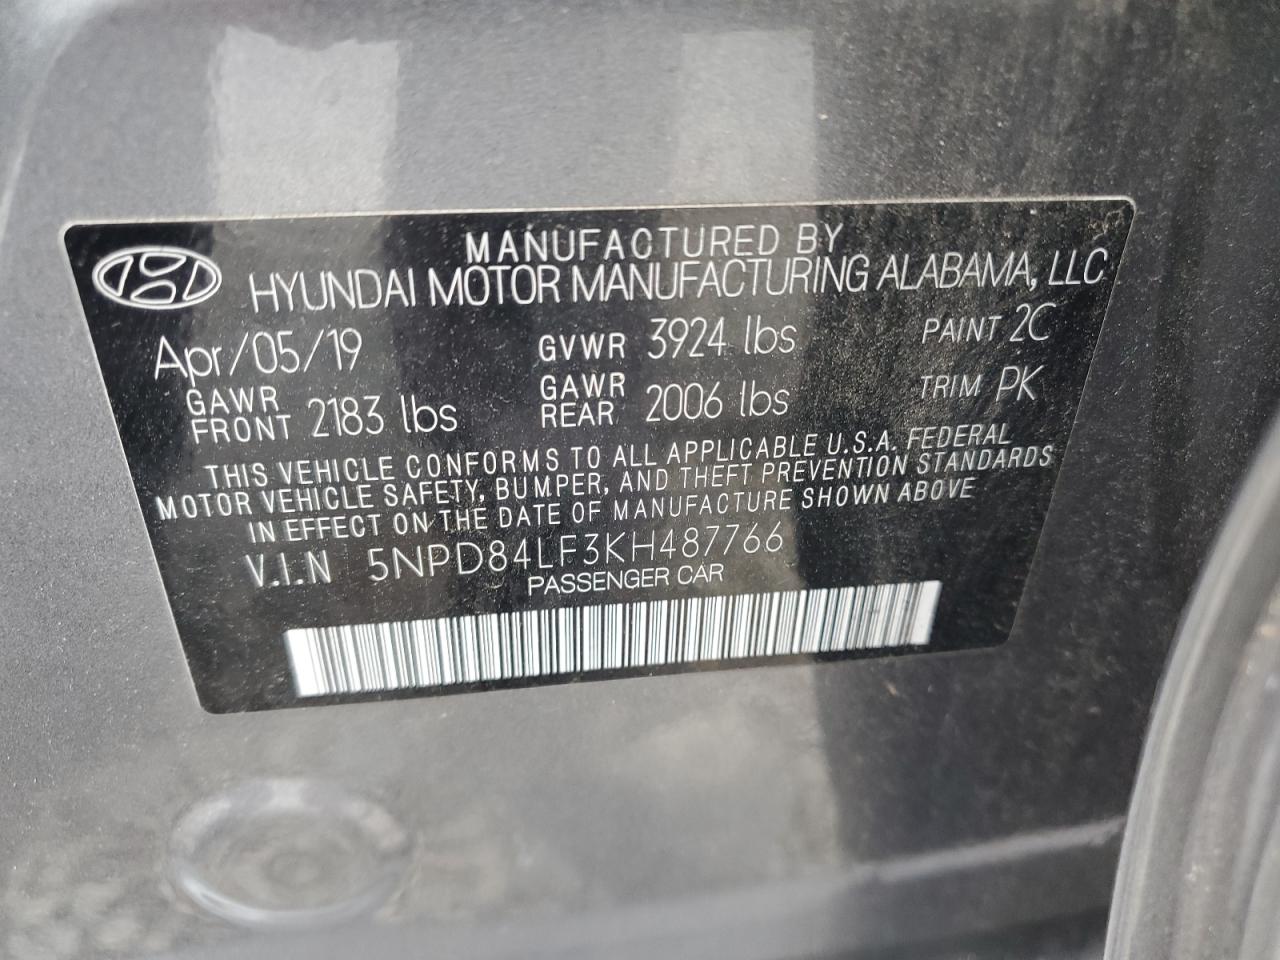 MANUFACTURED BY
HYUNDAI MOTOR MANUFACTURING ALABAMA, LLC
Apr/05/19 GVWR 3924 lbs PAINT 2C
GAWR FRONT 2183 lbs GAWR REAR 2006 lbs TRIM PK
THIS VEHICLE CONFORMS TO ALL APPLICABLE U.S.A. FEDERAL
MOTOR VEHICLE SAFETY, BUMPER, AND THEFT PREVENTION STANDARDS
IN EFFECT ON THE DATE OF MANUFACTURE SHOWN ABOVE
V.I.N 5NPD84LF3KH487766
PASSENGER CAR